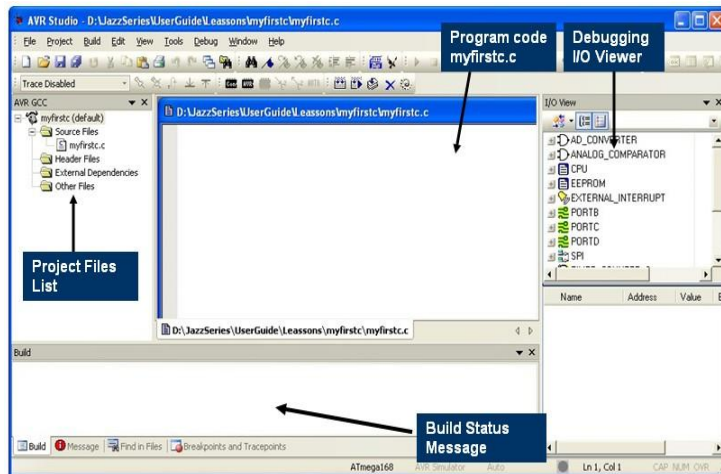 AVR Studio - D:\JazzSeries\UserGuide\Leassons\myfirstc\myfirstc.c
File Project Build Edit View Tools Debug Window Help
Trace Disabled
AVR GCC
myfirstc (default)
Source Files
myfirstc.c
Header Files
External Dependencies
Other Files
Project Files
List
D:\JazzSeries\UserGuide\Leassons\myfirstc\myfirstc.c
Program code
myfirstc.c
Debugging
I/O Viewer
I/O View
AD_CONVERTER
ANALOG_COMPARATOR
CPU
EEPROM
EXTERNAL_INTERRUPT
PORTB
PORTC
PORTD
SPI
Name Address Value
D:\JazzSeries\UserGuide\Leassons\myfirstc\myfirstc.c
Build
Build Status
Message
Build Message Find in Files Breakpoints and Tracepoints
ATmega168 AVR Simulator Auto Ln 1, Col 1 CAP NUM OVR